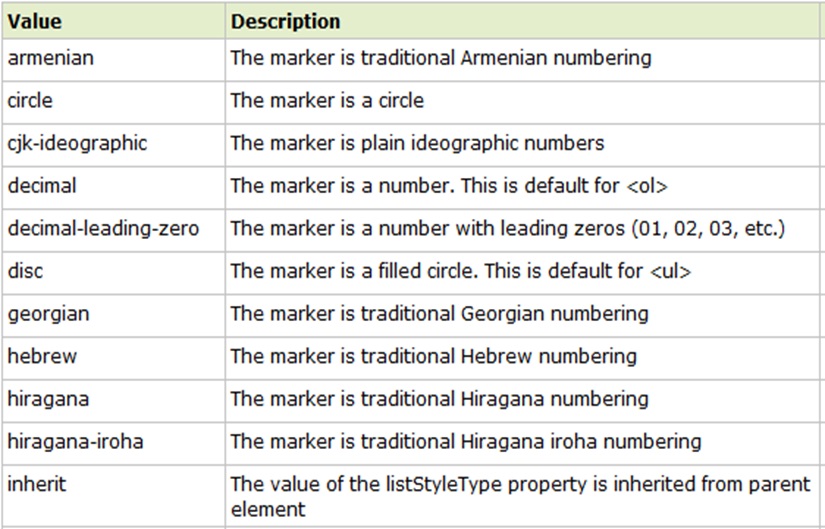 Value Description
armenian The marker is traditional Armenian numbering
circle The marker is a circle
cjk-ideographic The marker is plain ideographic numbers
decimal The marker is a number. This is default for <ol>
decimal-leading-zero The marker is a number with leading zeros (01, 02, 03, etc.)
disc The marker is a filled circle. This is default for <ul>
georgian The marker is traditional Georgian numbering
hebrew The marker is traditional Hebrew numbering
hiragana The marker is traditional Hiragana numbering
hiragana-iroha The marker is traditional Hiragana iroha numbering
inherit The value of the listStyleType property is inherited from parent
element